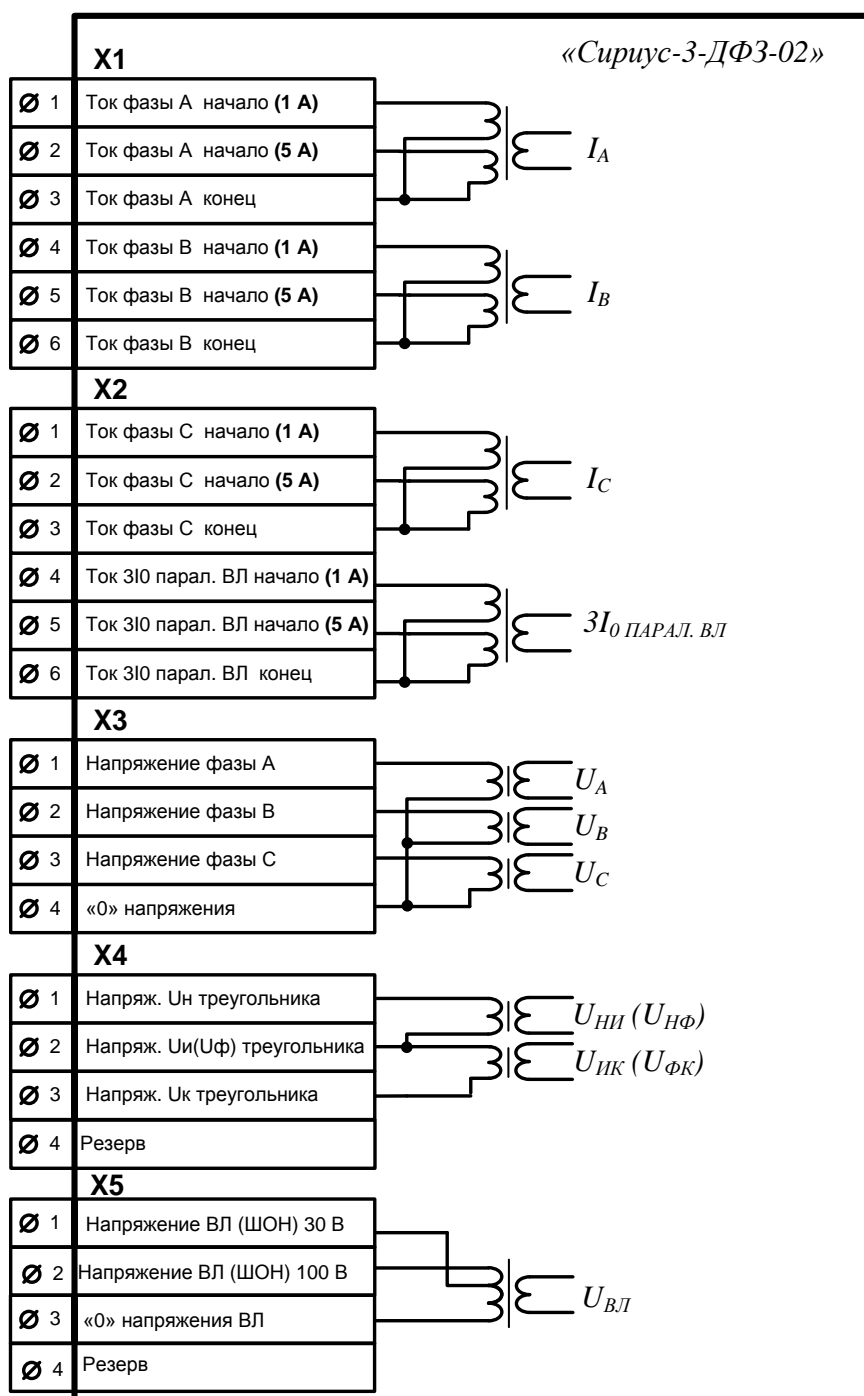 «Сириус-3-ДФЗ-02»
X1
1 Ток фазы А начало (1 А)
2 Ток фазы А начало (5 А)
3 Ток фазы А конец
I_A
4 Ток фазы В начало (1 А)
5 Ток фазы В начало (5 А)
6 Ток фазы В конец
I_B
X2
1 Ток фазы С начало (1 А)
2 Ток фазы С начало (5 А)
3 Ток фазы С конец
I_C
4 Ток 3I0 парал. ВЛ начало (1 А)
5 Ток 3I0 парал. ВЛ начало (5 А)
6 Ток 3I0 парал. ВЛ конец
3I_0 ПАРАЛ. ВЛ
X3
1 Напряжение фазы А
2 Напряжение фазы В
3 Напряжение фазы С
4 «0» напряжения
U_A
U_B
U_C
X4
1 Напряж. Uн треугольника
2 Напряж. Uи(Uф) треугольника
3 Напряж. Uк треугольника
4 Резерв
U_НИ (U_НФ)
U_ИК (U_ФК)
X5
1 Напряжение ВЛ (ШОН) 30 В
2 Напряжение ВЛ (ШОН) 100 В
3 «0» напряжения ВЛ
4 Резерв
U_ВЛ